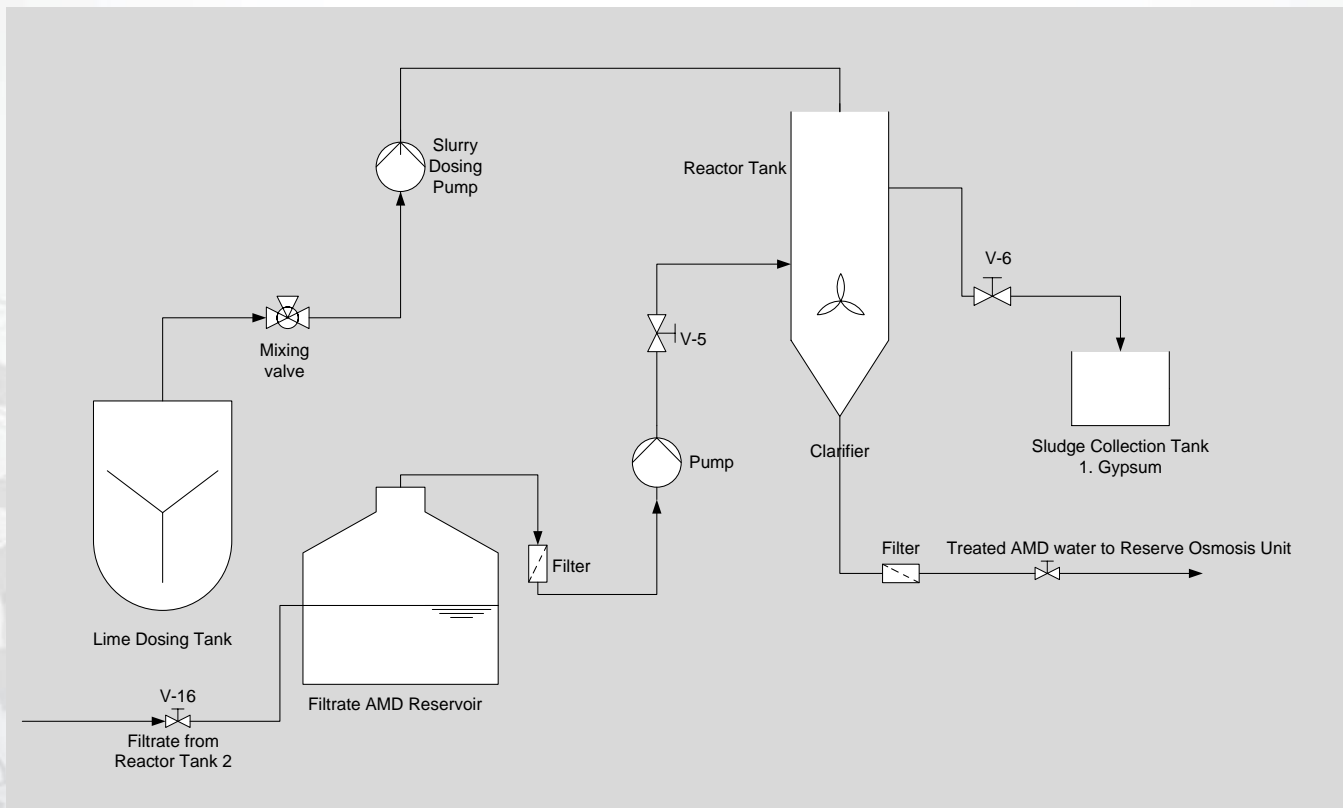 Slurry
Dosing
Pump
Reactor Tank
V-6
V-5
Mixing
valve
Pump
Clarifier
Sludge Collection Tank
1. Gypsum
Filter
Filter
Treated AMD water to Reserve Osmosis Unit
Lime Dosing Tank
V-16
Filtrate AMD Reservoir
Filtrate from
Reactor Tank 2